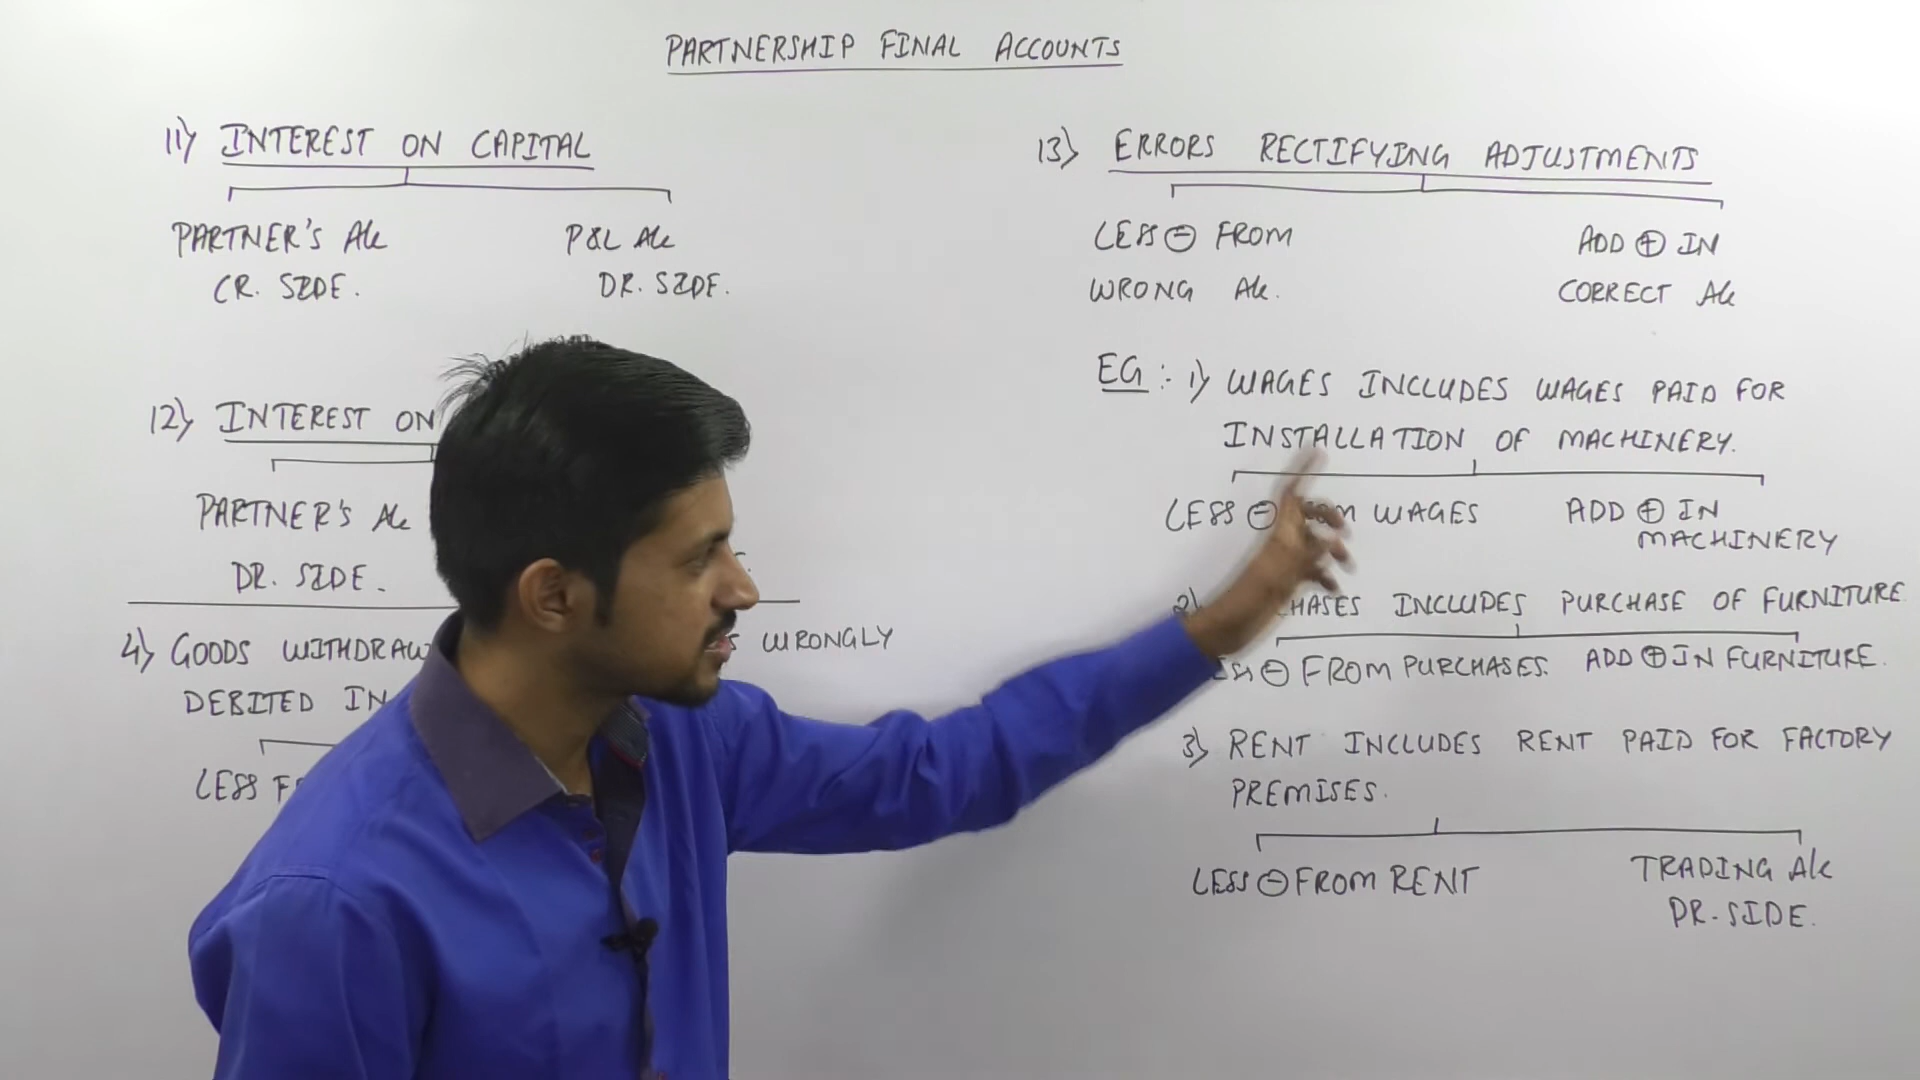 PARTNERSHIP FINAL ACCOUNTS
11) INTEREST ON CAPITAL
PARTNER'S A/c
CR. SIDE.
P&L A/c
DR. SIDE.
12) INTEREST ON
PARTNER'S A/c
DR. SIDE.
4) GOODS WITHDRAW WRONGLY
DEBITED IN
LESS
13) ERRORS RECTIFYING ADJUSTMENTS
LESS ⊖ FROM
WRONG A/c.
ADD ⊕ IN
CORRECT A/c
EG :- 1) WAGES INCLUDES WAGES PAID FOR
INSTALLATION OF MACHINERY.
LESS ⊖ WAGES
ADD ⊕ IN
MACHINERY
2) INCLUDES PURCHASE OF FURNITURE
⊖ FROM PURCHASES. ADD ⊕ IN FURNITURE.
3) RENT INCLUDES RENT PAID FOR FACTORY
PREMISES.
LESS ⊖ FROM RENT
TRADING A/c
DR. SIDE.